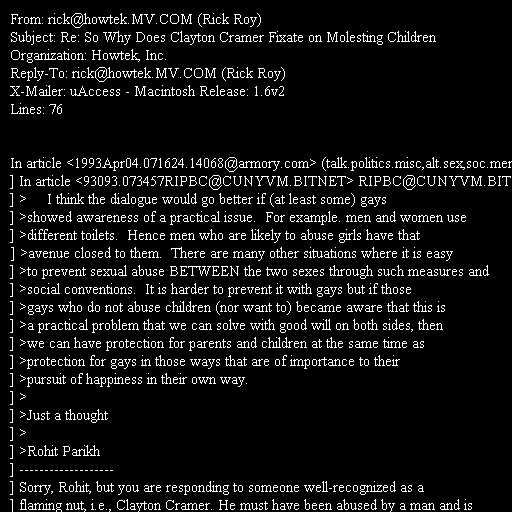 From: rick@howtek.MV.COM (Rick Roy)
Subject: Re: So Why Does Clayton Cramer Fixate on Molesting Children
Organization: Howtek, Inc.
Reply-To: rick@howtek.MV.COM (Rick Roy)
X-Mailer: uAccess - Macintosh Release: 1.6v2
Lines: 76

In article <1993Apr04.071624.14068@armory.com> (talk.politics.misc,alt.sex,soc.men
] In article <93093.073457RIPBC@CUNYVM.BITNET> RIPBC@CUNYVM.BIT
] >     I think the dialogue would go better if (at least some) gays
] >showed awareness of a practical issue.  For example. men and women use
] >different toilets.  Hence men who are likely to abuse girls have that
] >avenue closed to them.  There are many other situations where it is easy
] >to prevent sexual abuse BETWEEN the two sexes through such measures and
] >social conventions.  It is harder to prevent it with gays but if those
] >gays who do not abuse children (nor want to) became aware that this is
] >a practical problem that we can solve with good will on both sides, then
] >we can have protection for parents and children at the same time as
] >protection for gays in those ways that are of importance to their
] >pursuit of happiness in their own way.
] >
] >Just a thought
] >
] >Rohit Parikh
] -------------------
] Sorry, Rohit, but you are responding to someone well-recognized as a
] flaming nut, i.e., Clayton Cramer. He must have been abused by a man and is